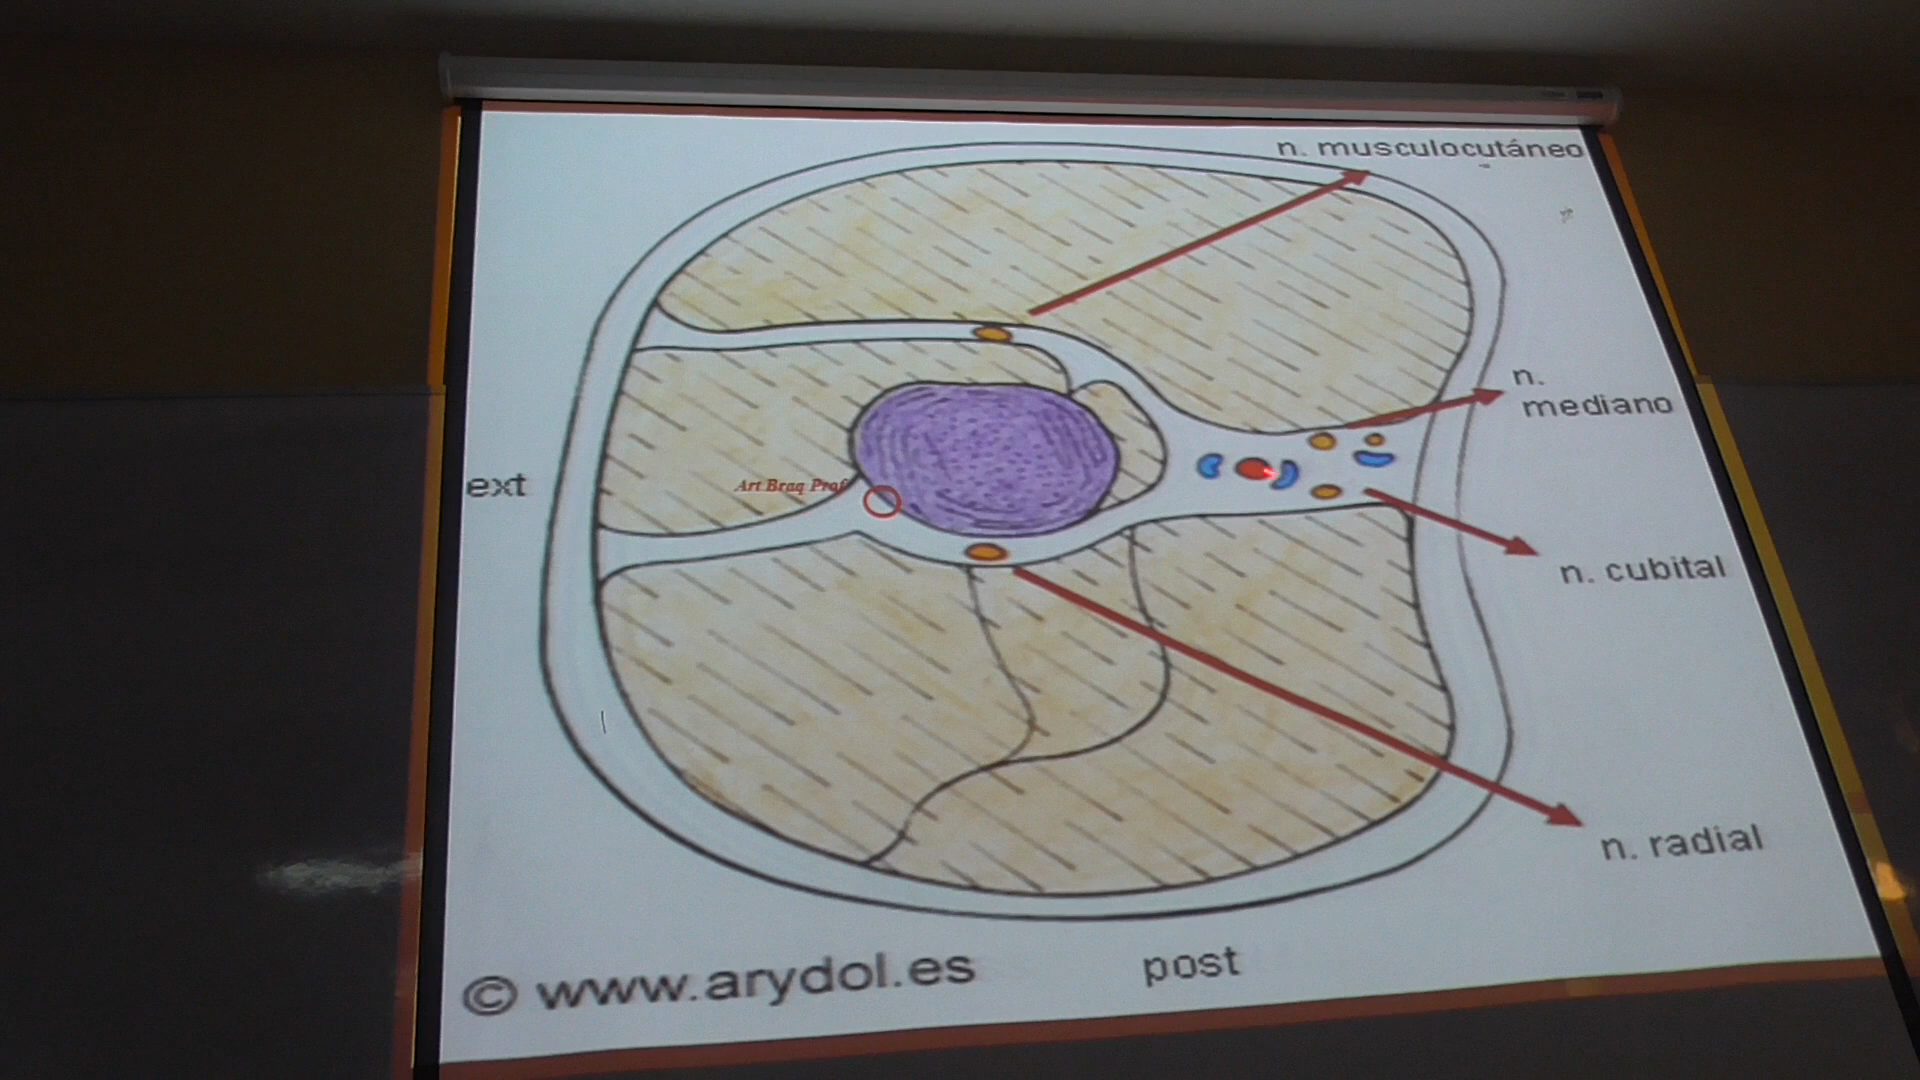 n. musculocutáneo
n.
mediano
ext
Art Braq Prof
n. cubital
n. radial
post
© www.arydol.es